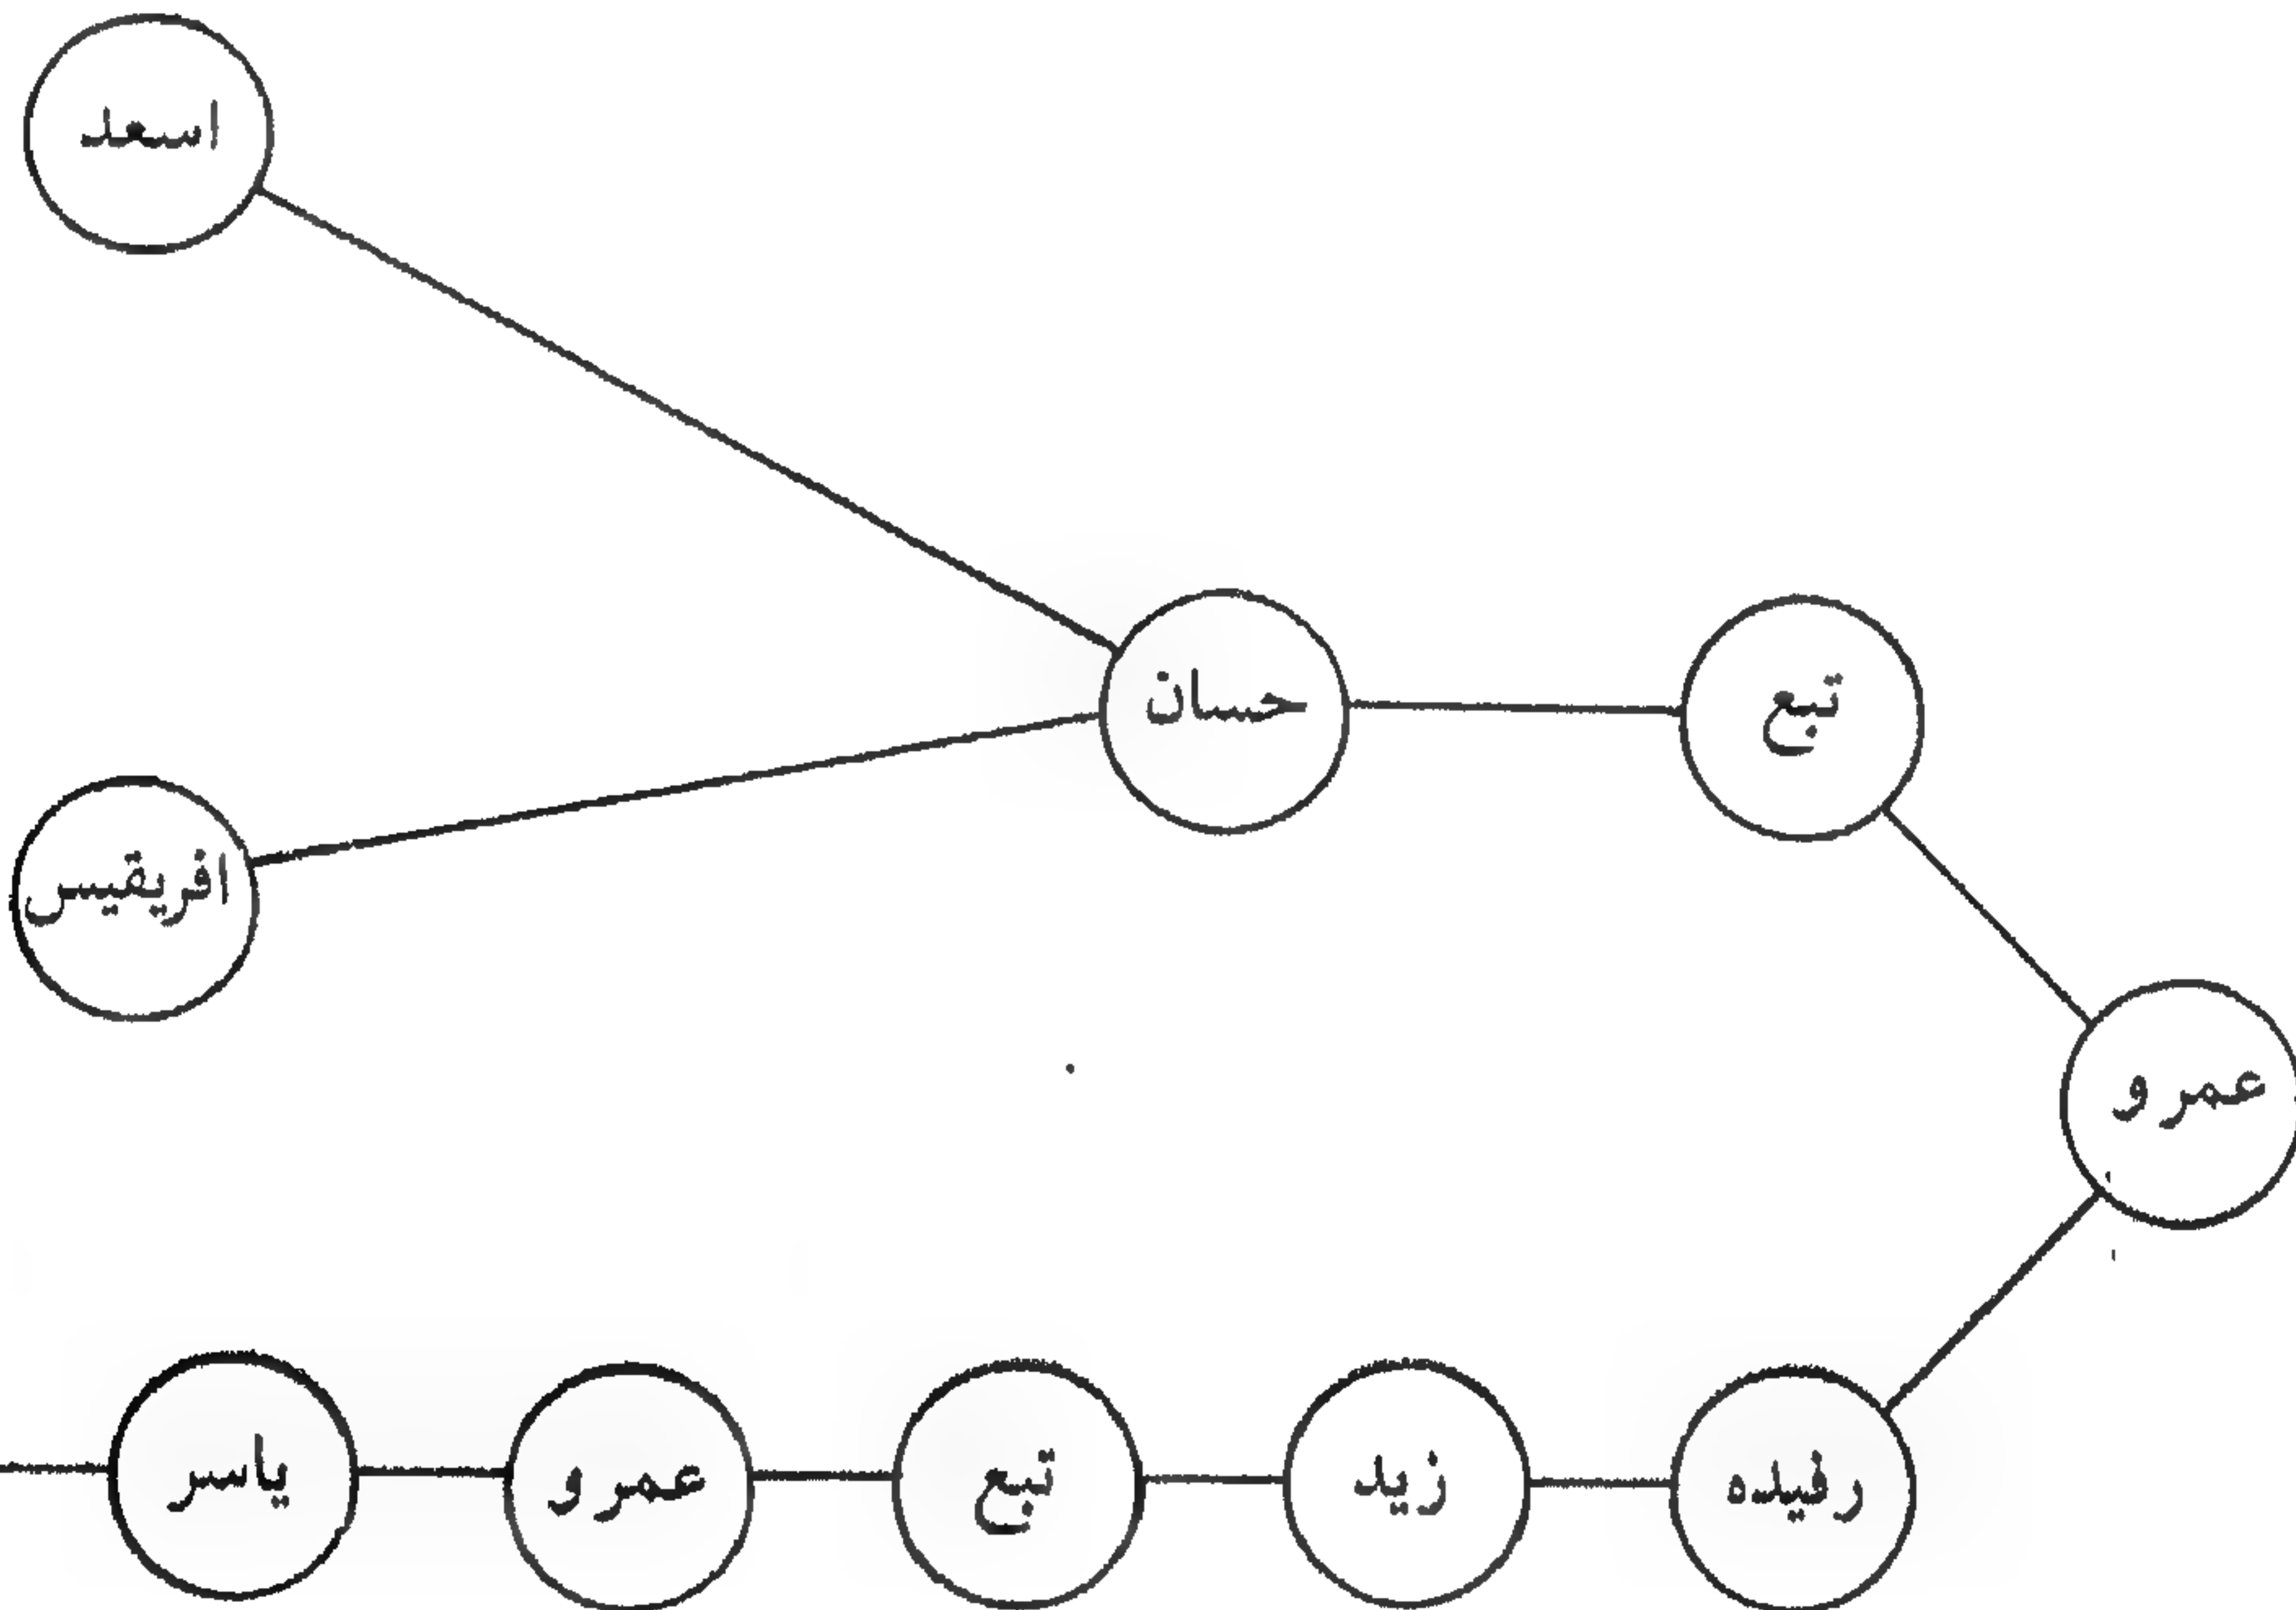 اسعد
تبع
حسان
افريقيس
عمرو
رفيده
زيد
تبع
عمرو
ياسر